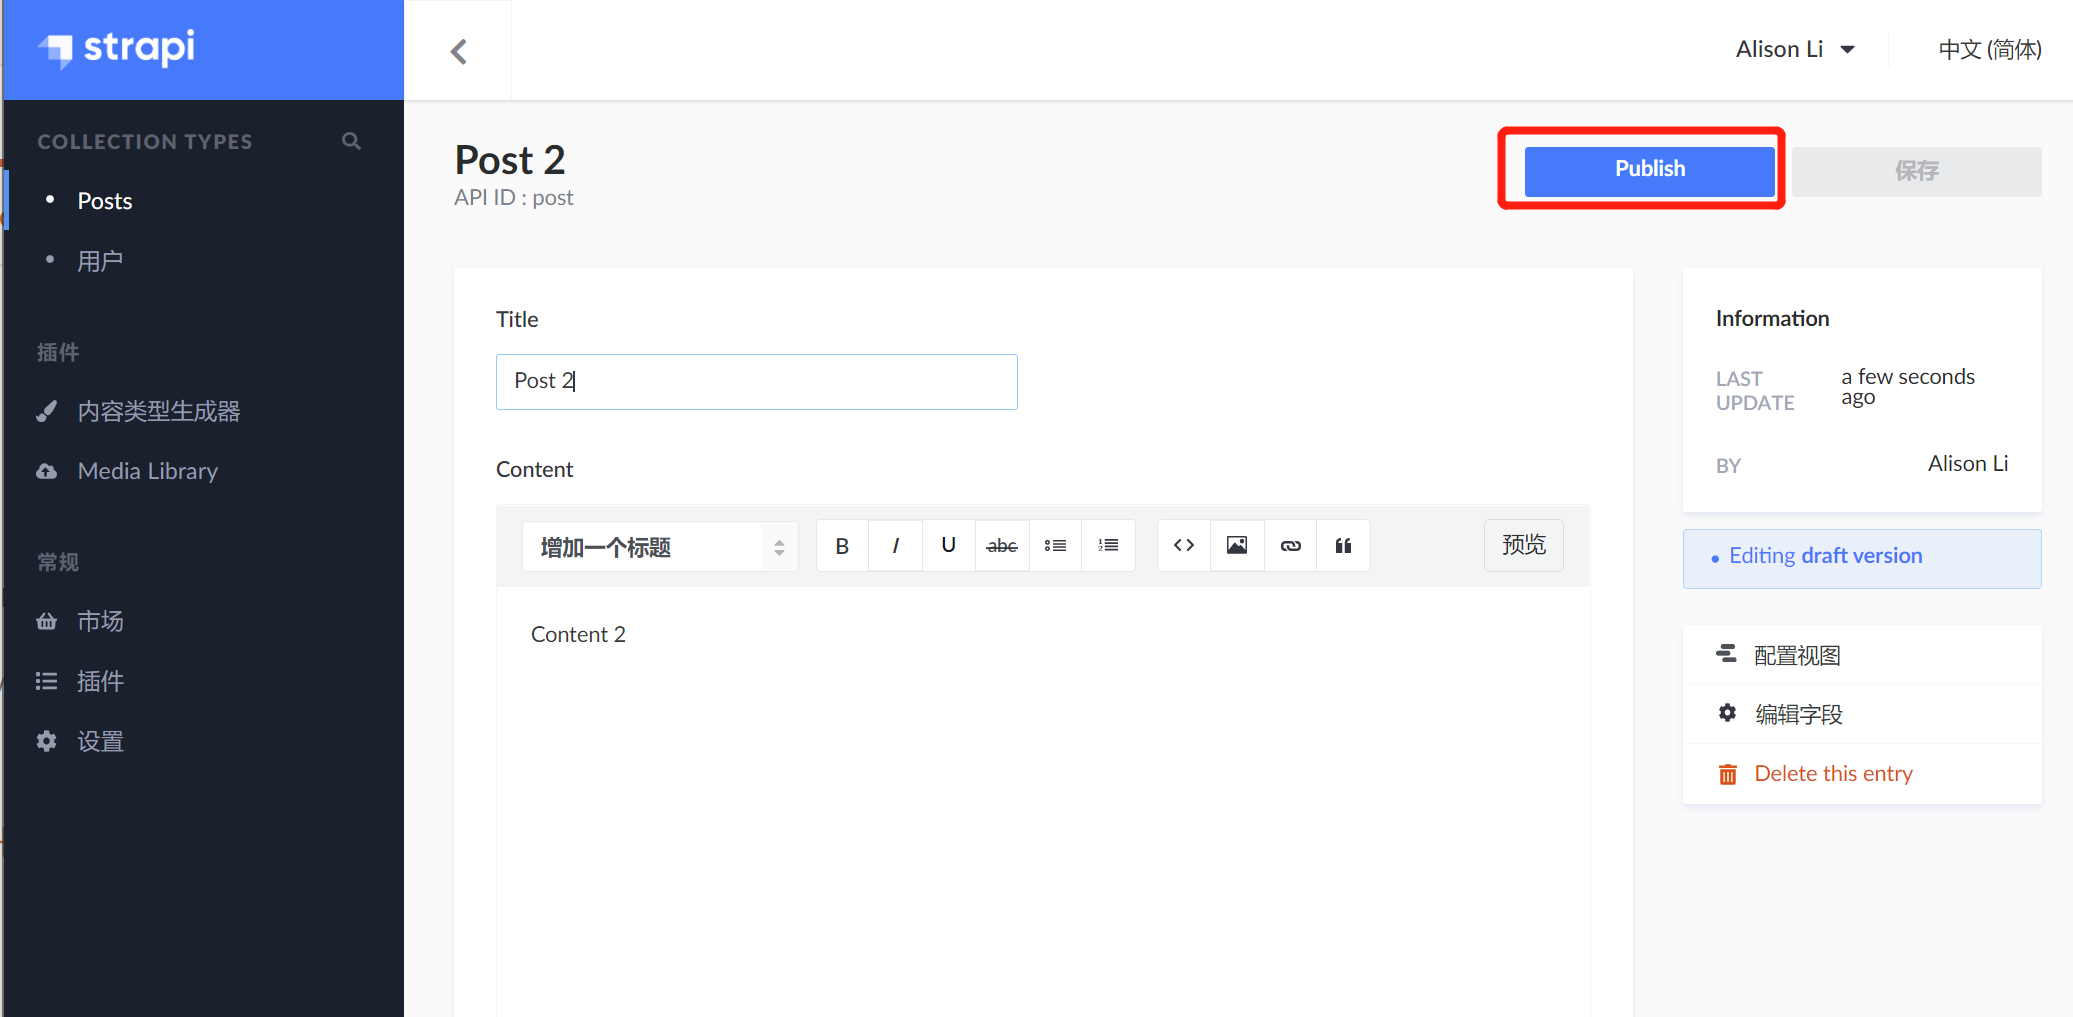 strapi
Alison Li
中文 (简体)
COLLECTION TYPES
Posts
用户
插件
内容类型生成器
Media Library
常规
市场
插件
设置
Post 2
API ID : post
Publish
保存
Title
Post 2
Content
增加一个标题
B
I
U
abc
预览
Content 2
Information
LAST UPDATE
a few seconds ago
BY
Alison Li
Editing draft version
配置视图
编辑字段
Delete this entry